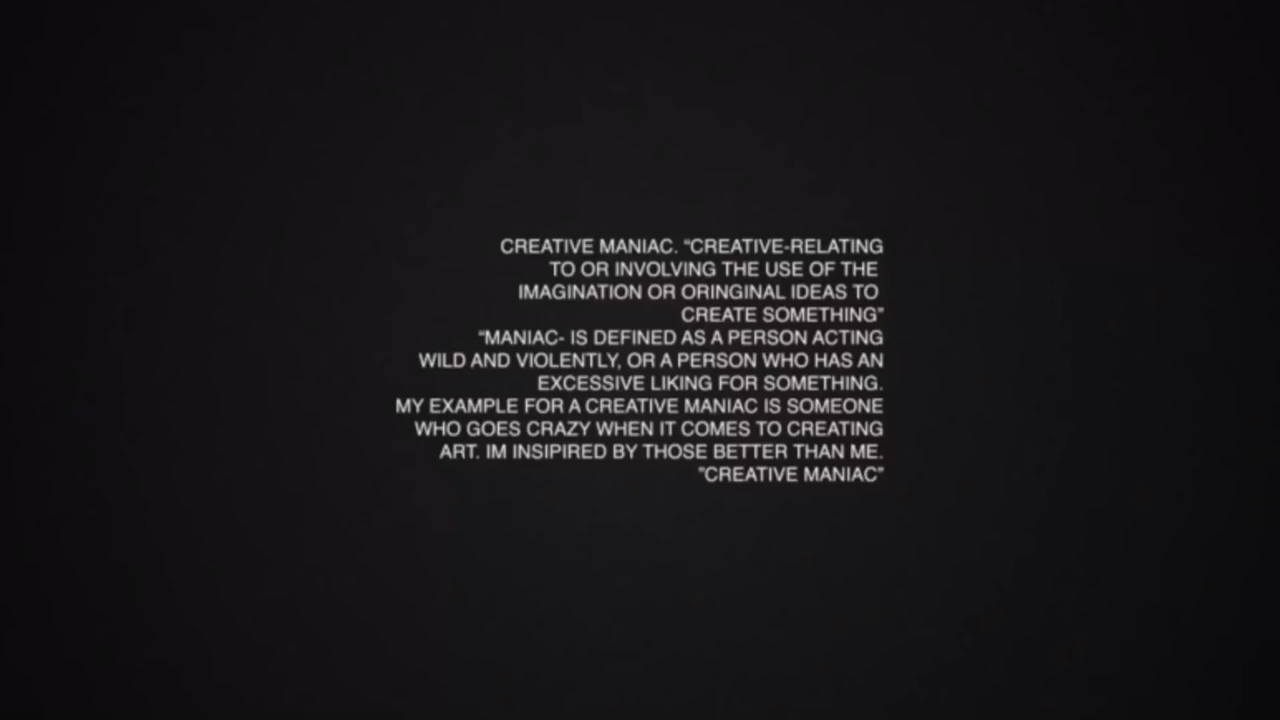 CREATIVE MANIAC. "CREATIVE-RELATING
TO OR INVOLVING THE USE OF THE
IMAGINATION OR ORINGINAL IDEAS TO
CREATE SOMETHING"
"MANIAC- IS DEFINED AS A PERSON ACTING
WILD AND VIOLENTLY, OR A PERSON WHO HAS AN
EXCESSIVE LIKING FOR SOMETHING.
MY EXAMPLE FOR A CREATIVE MANIAC IS SOMEONE
WHO GOES CRAZY WHEN IT COMES TO CREATING
ART. IM INSIPIRED BY THOSE BETTER THAN ME.
"CREATIVE MANIAC"